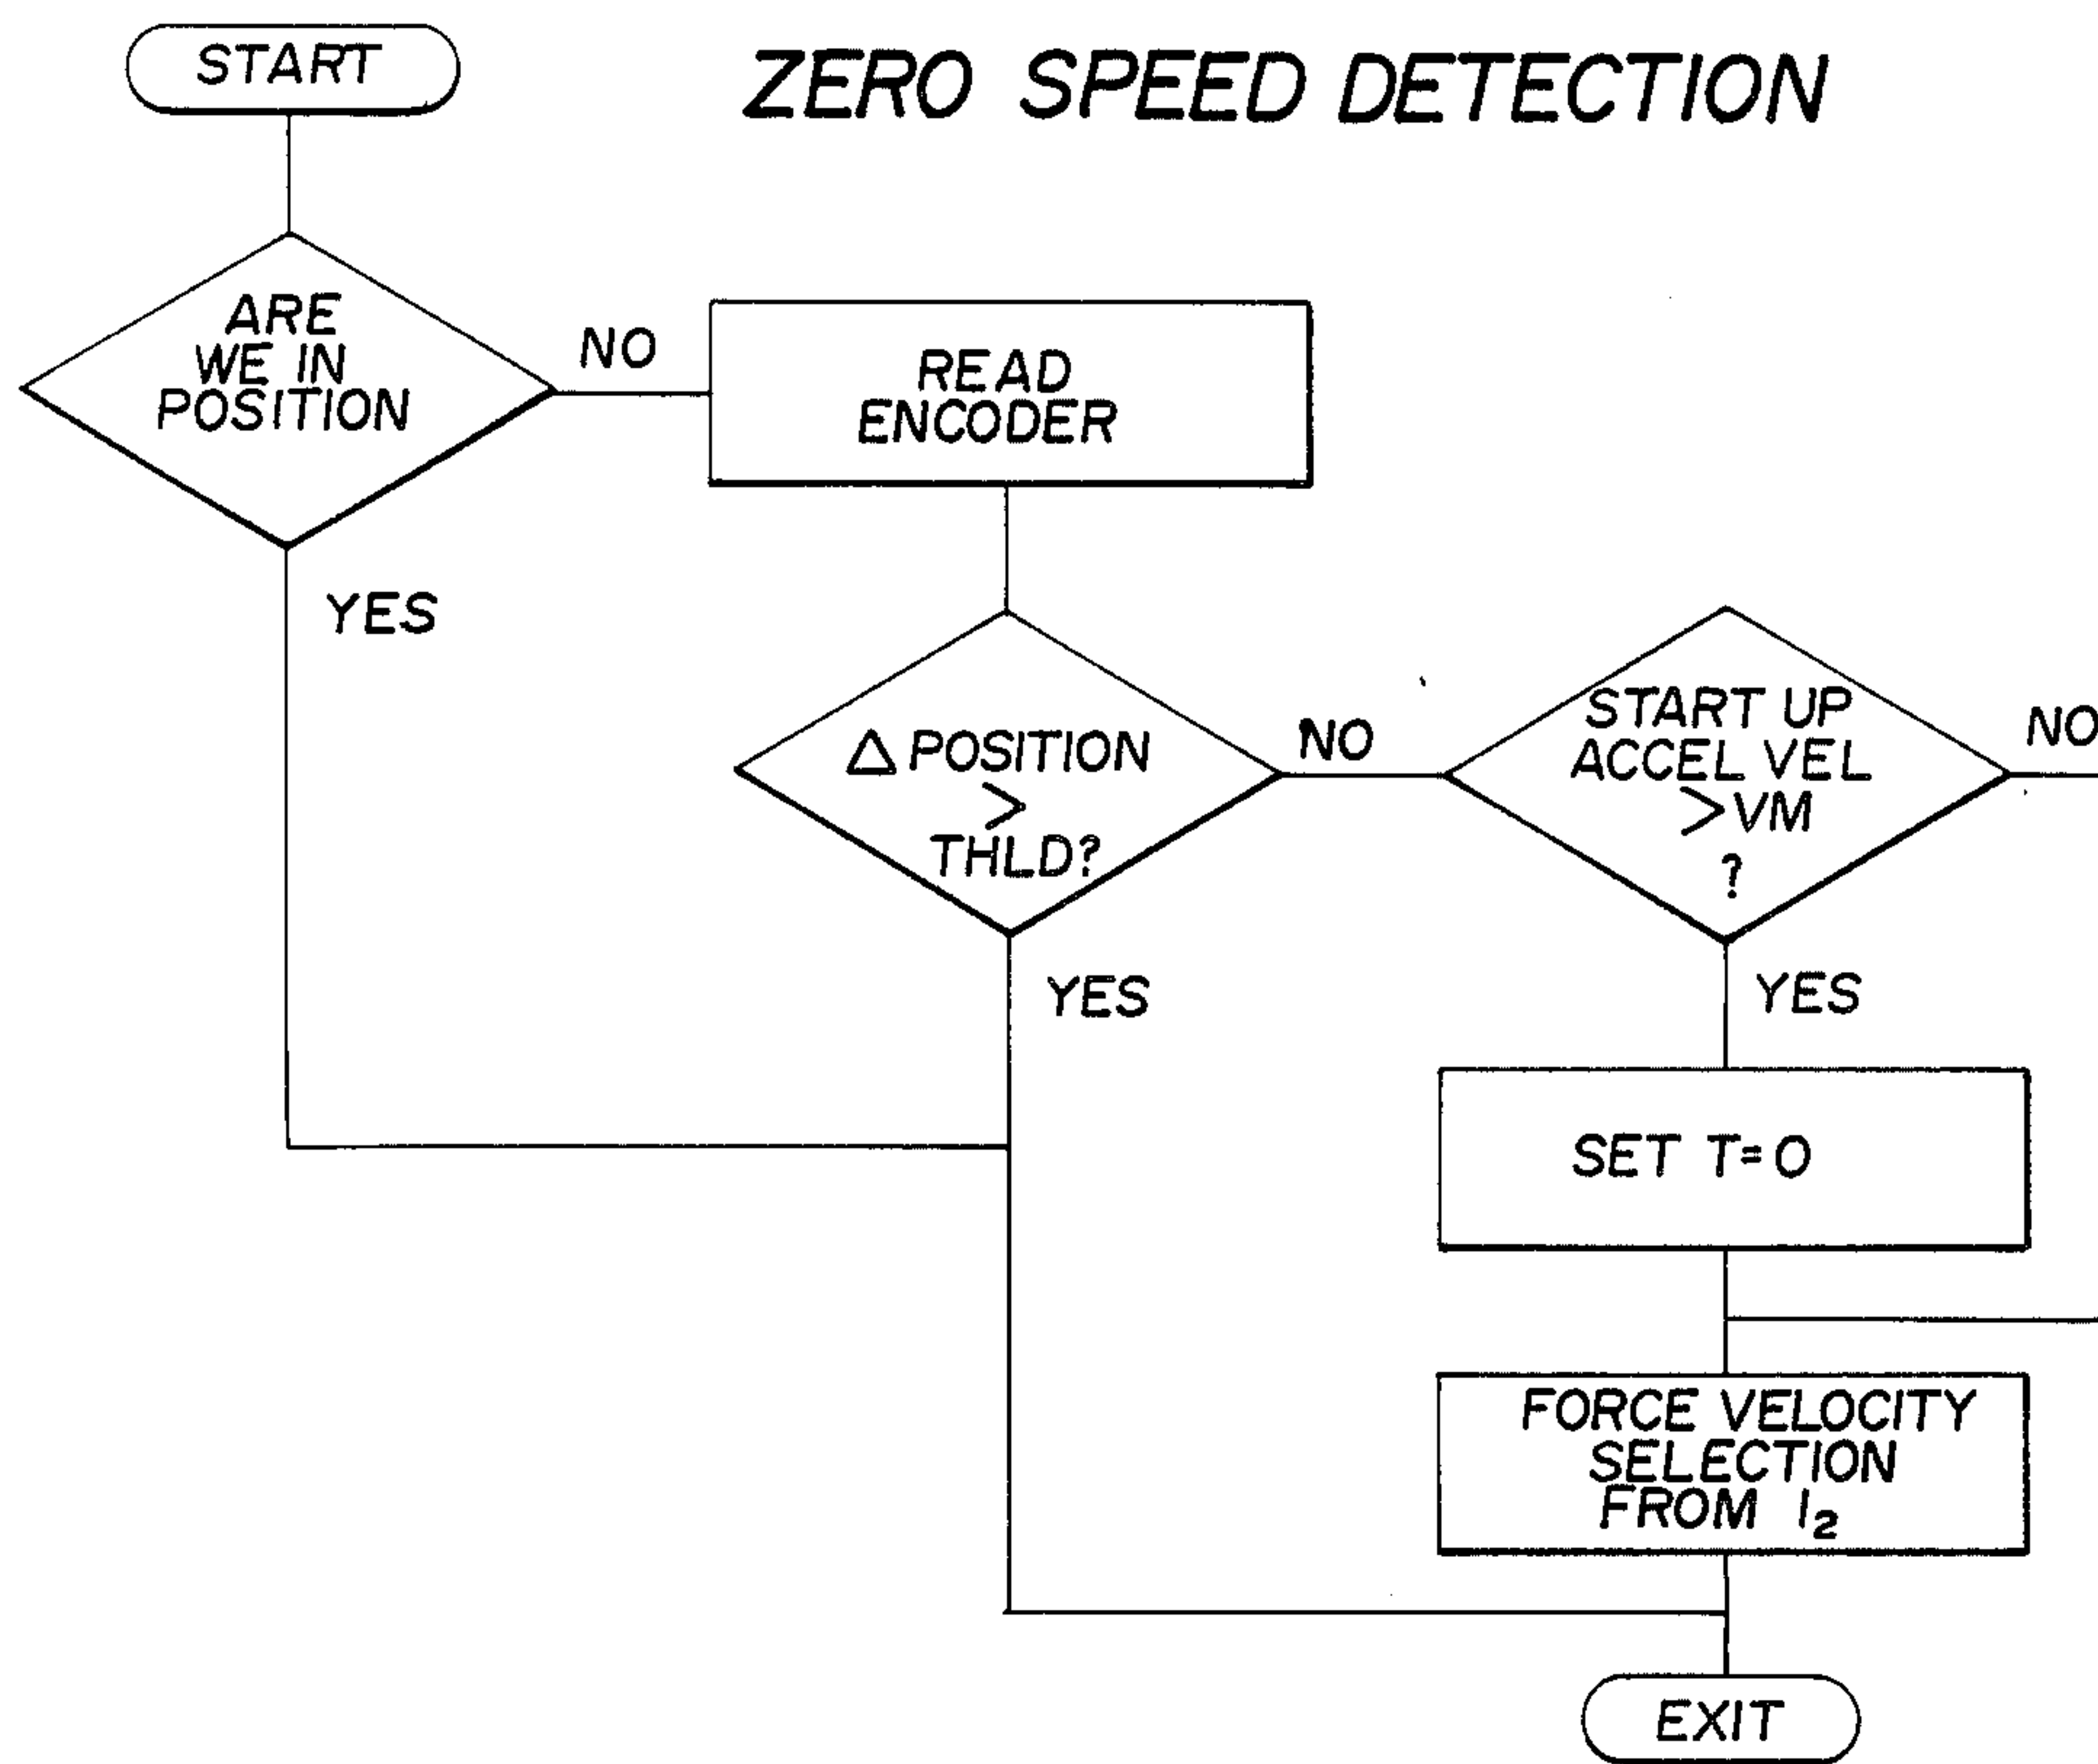 START
ZERO SPEED DETECTION
ARE
WE IN
POSITION
NO
READ
ENCODER
YES
Δ POSITION
>
THLD?
NO
START UP
ACCEL VEL
>VM
?
NO
YES
YES
SET T=0
FORCE VELOCITY
SELECTION
FROM I₂
EXIT